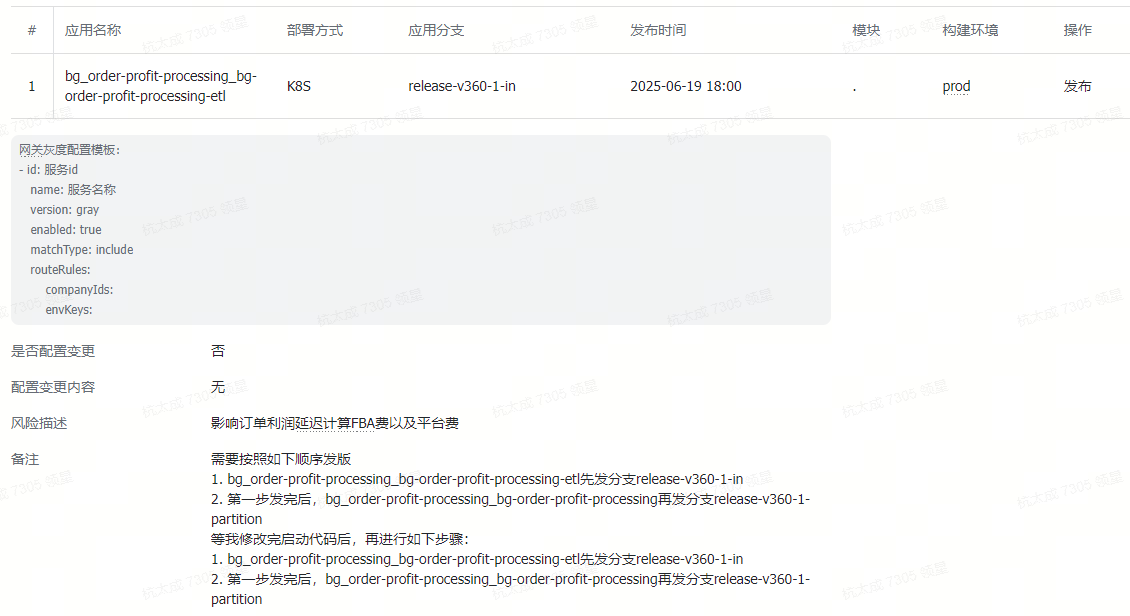 # 应用名称 部署方式 应用分支 发布时间 模块 构建环境 操作
1 bg_order-profit-processing_bg- K8S release-v360-1-in 2025-06-19 18:00 . prod 发布
order-profit-processing-etl
网关灰度配置模板：
- id: 服务id
name: 服务名称
version: gray
enabled: true
matchType: include
routeRules:
companyIds:
envKeys:
是否配置变更 否
配置变更内容 无
风险描述 影响订单利润延迟计算FBA费以及平台费
备注 需要按照如下顺序发版
1. bg_order-profit-processing_bg-order-profit-processing-etl先发分支release-v360-1-in
2. 第一步发完后，bg_order-profit-processing_bg-order-profit-processing再发分支release-v360-1-
partition
等我修改完启动代码后，再进行如下步骤：
1. bg_order-profit-processing_bg-order-profit-processing-etl先发分支release-v360-1-in
2. 第一步发完后，bg_order-profit-processing_bg-order-profit-processing再发分支release-v360-1-
partition
杭太成 7305 领星